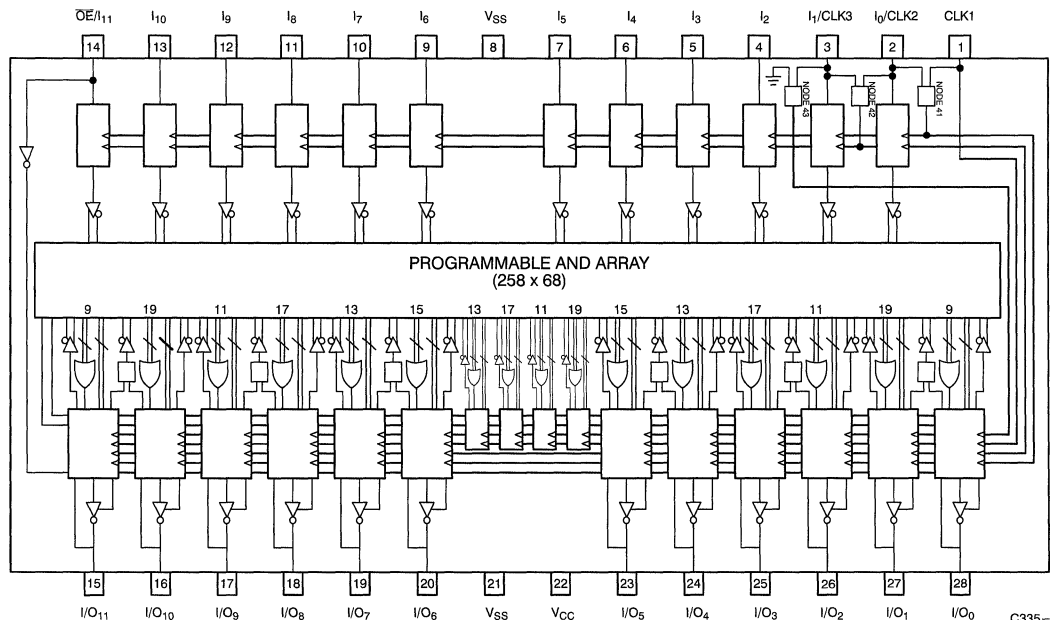 OE/I11 I10 I9 I8 I7 I6 VSS I5 I4 I3 I2 I1/CLK3 I0/CLK2 CLK1
14 13 12 11 10 9 8 7 6 5 4 3 2 1
NODE 43 NODE 42 NODE 41
PROGRAMMABLE AND ARRAY
(258 x 68)
9 19 11 17 13 15 13 17 11 19 15 13 17 11 19 9
15 16 17 18 19 20 21 22 23 24 25 26 27 28
I/O11 I/O10 I/O9 I/O8 I/O7 I/O6 VSS VCC I/O5 I/O4 I/O3 I/O2 I/O1 I/O0
C335–